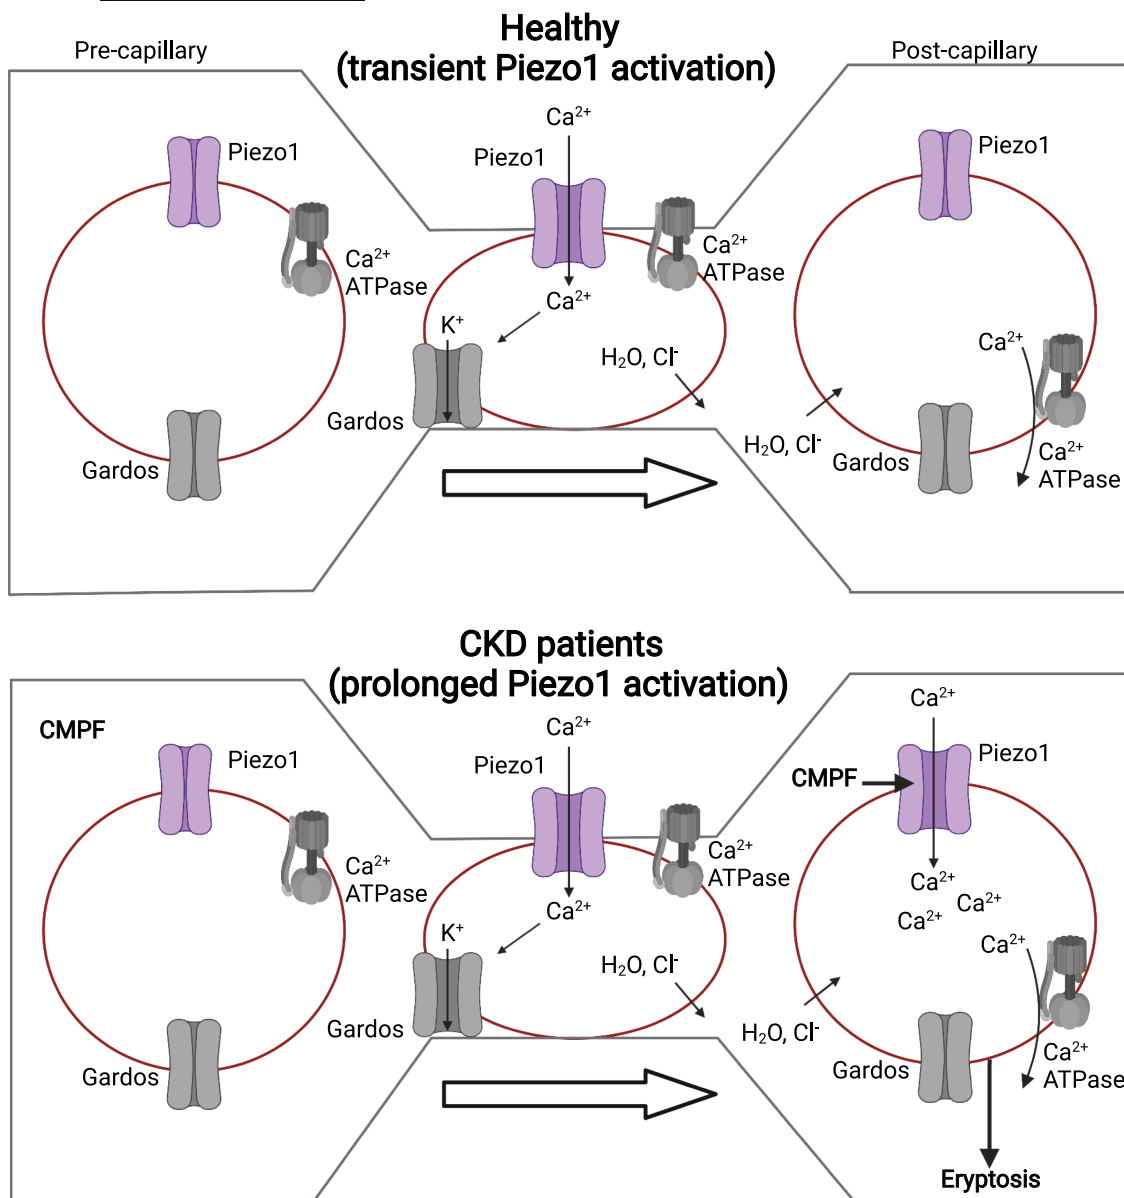 Healthy
(transient Piezo1 activation)
Pre-capillary
Post-capillary
Piezo1
Ca²⁺
ATPase
Gardos
Ca²⁺
Piezo1
Ca²⁺
ATPase
Ca²⁺
K⁺
H₂O, Cl⁻
Gardos
Piezo1
Ca²⁺
H₂O, Cl⁻
Gardos
Ca²⁺
ATPase
CKD patients
(prolonged Piezo1 activation)
CMPF
Piezo1
Ca²⁺
ATPase
Gardos
Ca²⁺
Piezo1
Ca²⁺
ATPase
Ca²⁺
K⁺
H₂O, Cl⁻
Gardos
Ca²⁺
Piezo1
CMPF
Ca²⁺
Ca²⁺
Ca²⁺
Ca²⁺
H₂O, Cl⁻
Gardos
Ca²⁺
ATPase
Eryptosis